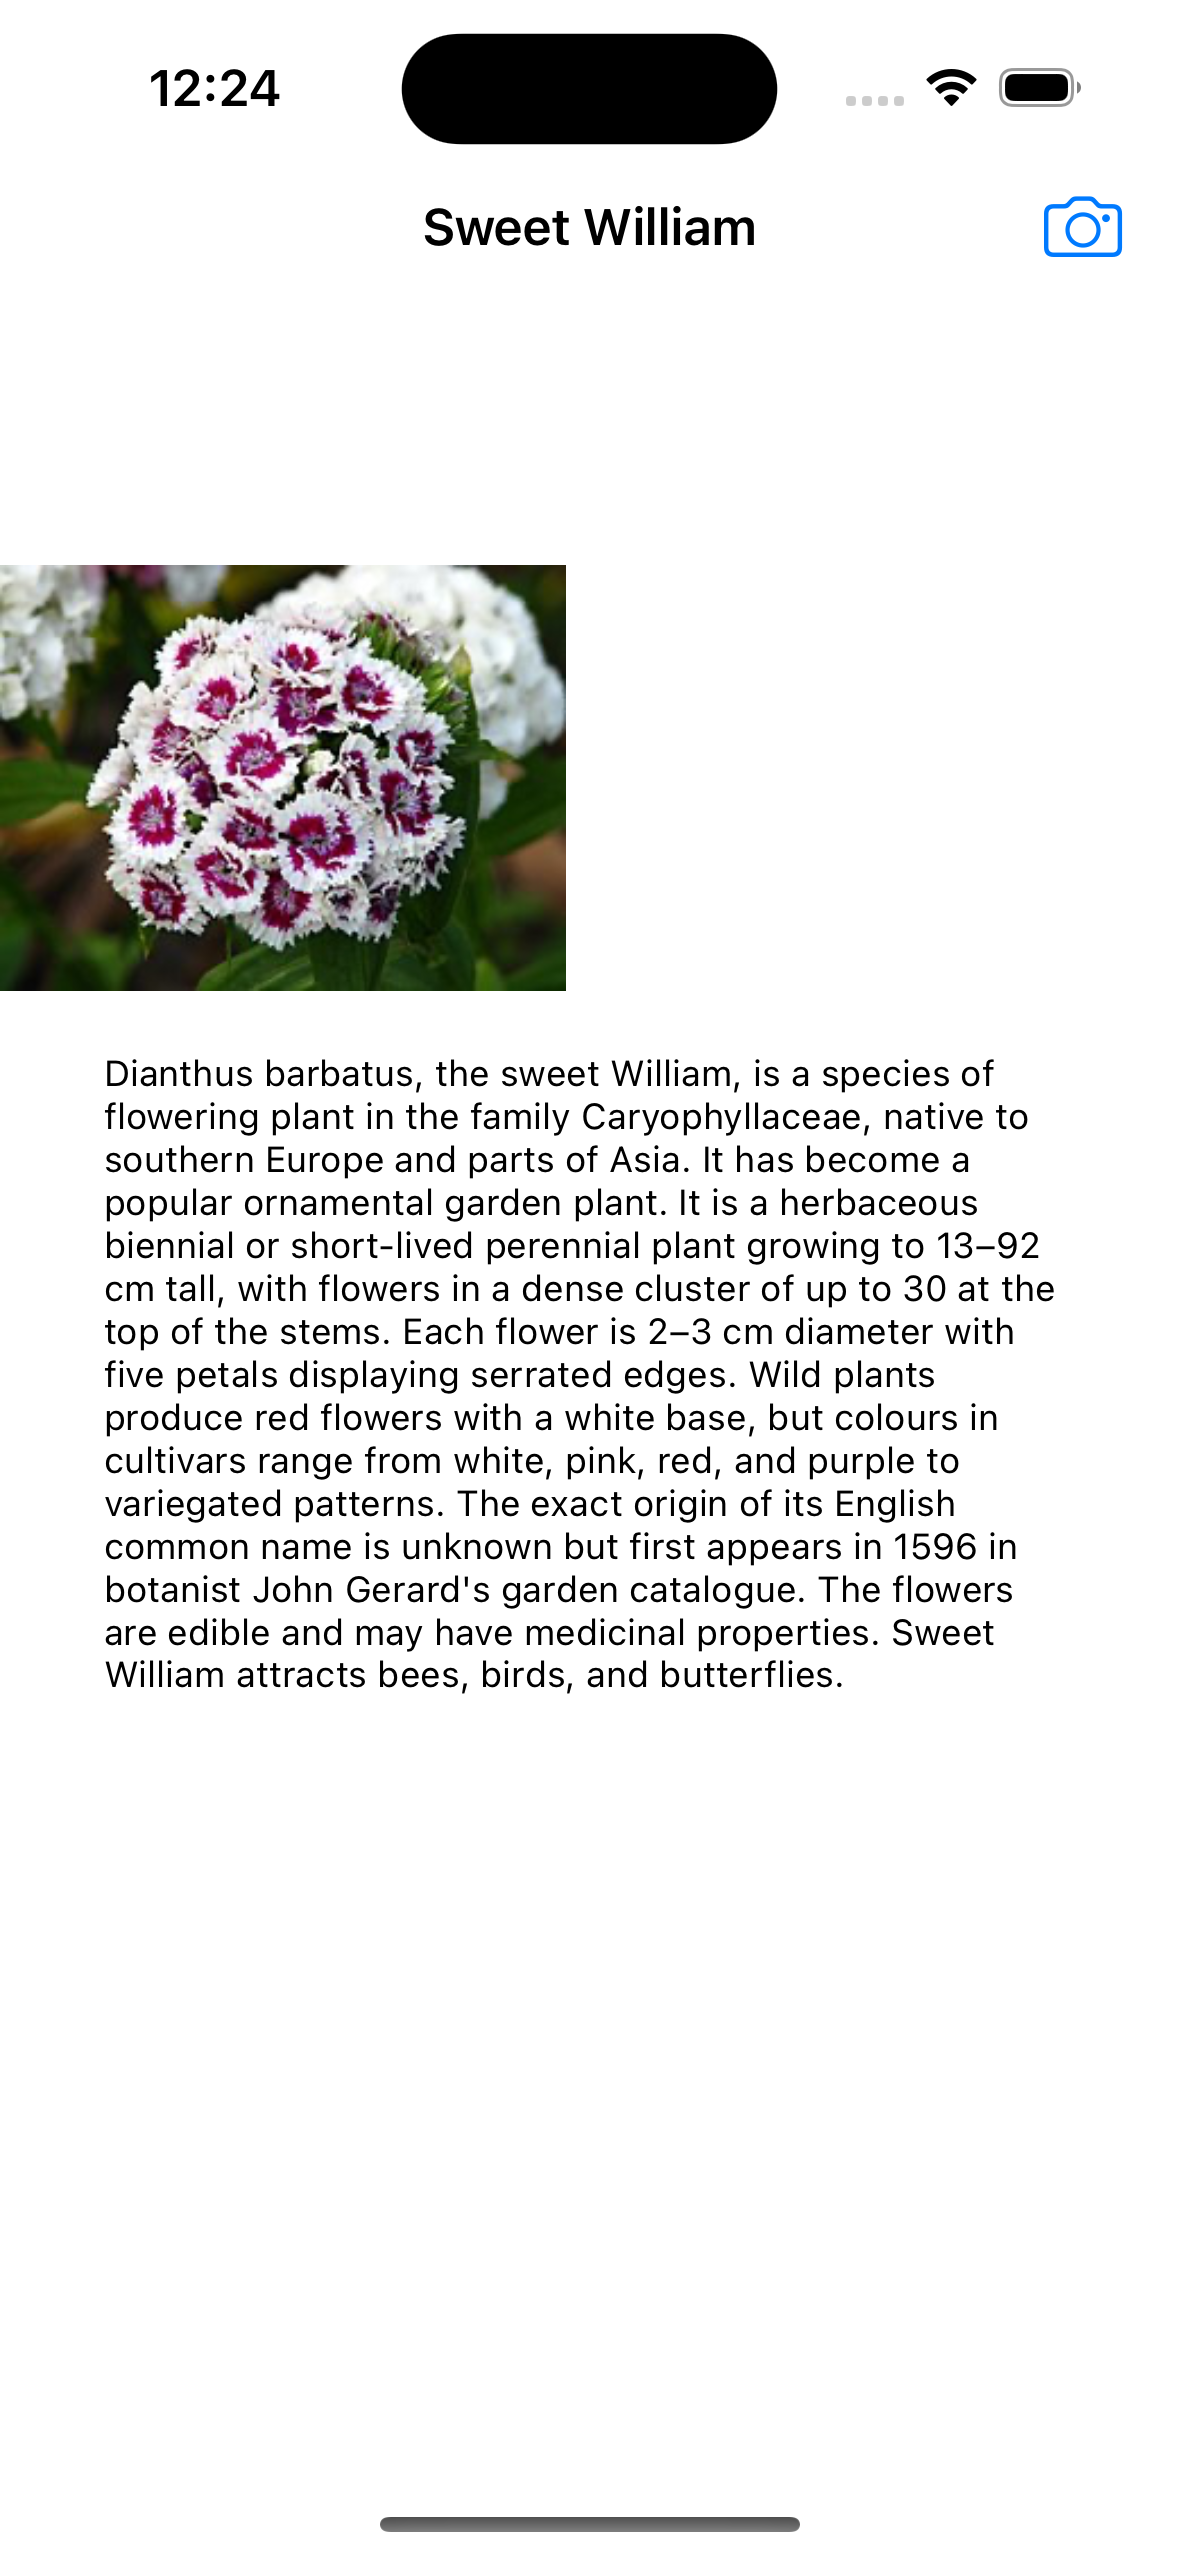 12:24
Sweet William
Dianthus barbatus, the sweet William, is a species of
flowering plant in the family Caryophyllaceae, native to
southern Europe and parts of Asia. It has become a
popular ornamental garden plant. It is a herbaceous
biennial or short-lived perennial plant growing to 13–92
cm tall, with flowers in a dense cluster of up to 30 at the
top of the stems. Each flower is 2–3 cm diameter with
five petals displaying serrated edges. Wild plants
produce red flowers with a white base, but colours in
cultivars range from white, pink, red, and purple to
variegated patterns. The exact origin of its English
common name is unknown but first appears in 1596 in
botanist John Gerard's garden catalogue. The flowers
are edible and may have medicinal properties. Sweet
William attracts bees, birds, and butterflies.